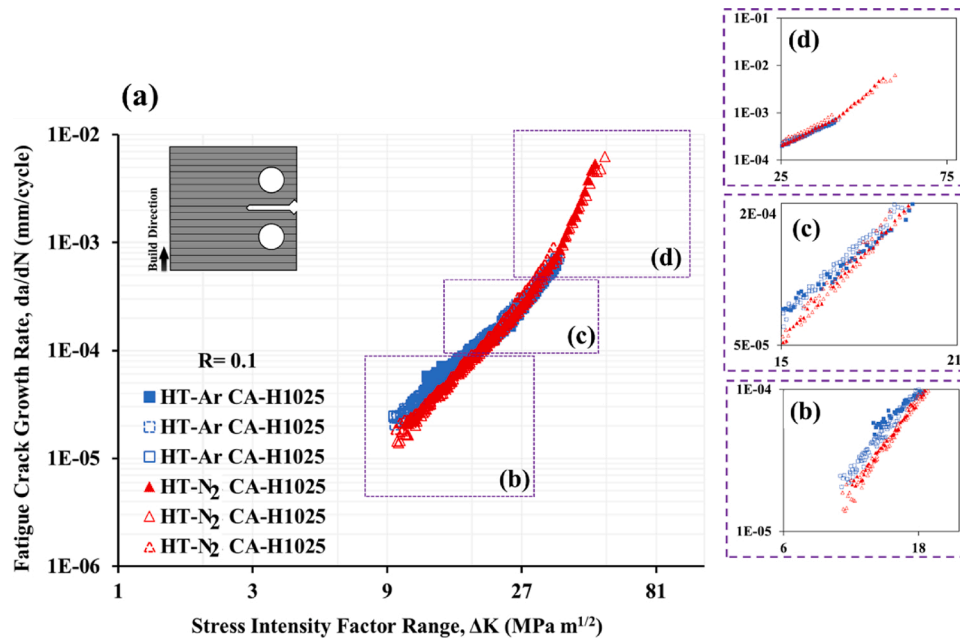 (a)
Fatigue Crack Growth Rate, da/dN (mm/cycle)
1E-02
1E-03
1E-04
1E-05
1E-06
Build Direction
R= 0.1
HT-Ar CA-H1025
HT-Ar CA-H1025
HT-Ar CA-H1025
HT-N2 CA-H1025
HT-N2 CA-H1025
HT-N2 CA-H1025
(d)
(c)
(b)
1
3
9
27
81
Stress Intensity Factor Range, ΔK (MPa m1/2)
(d)
1E-01
1E-02
1E-03
1E-04
25
75
(c)
2E-04
5E-05
15
21
(b)
1E-04
1E-05
6
18